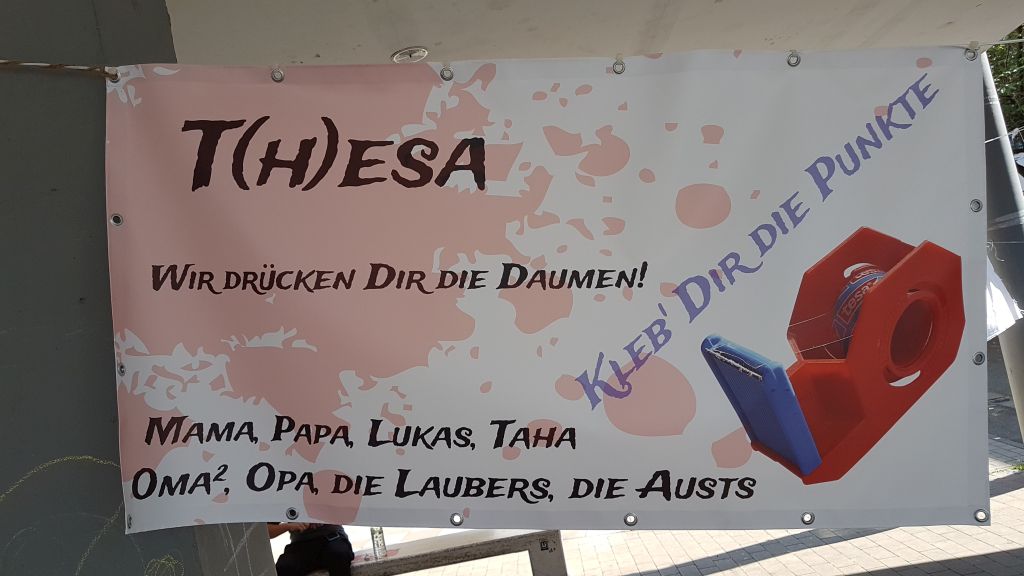 T(H)ESA
KLEB' DIR DIE PUNKTE
WIR DRÜCKEN DIR DIE DAUMEN!
MAMA, PAPA, LUKAS, TAHA
OMA², OPA, DIE LAUBERS, DIE AUSTS